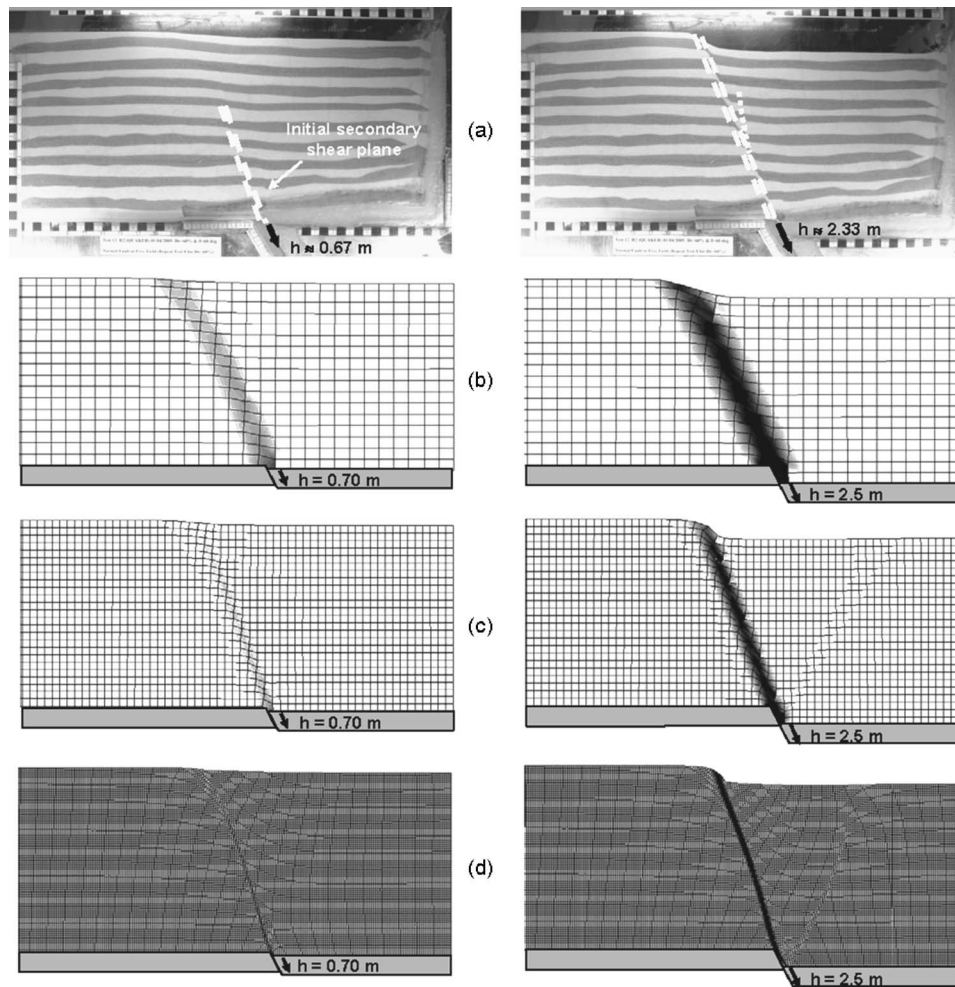 Initial secondary
shear plane
h ≈ 0.67 m
(a)
h ≈ 2.33 m
(b)
h = 0.70 m
h = 2.5 m
(c)
h = 0.70 m
h = 2.5 m
(d)
h = 0.70 m
h = 2.5 m